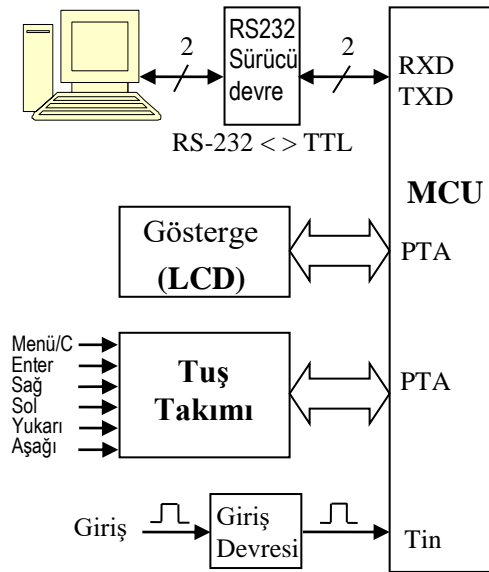 2
RS232
Sürücü
devre
2
RXD
TXD
RS-232 < > TTL
MCU
Gösterge
(LCD)
PTA
Menü/C
Enter
Sağ
Sol
Yukarı
Aşağı
Tuş
Takımı
PTA
Giriş
Giriş
Devresi
Tin